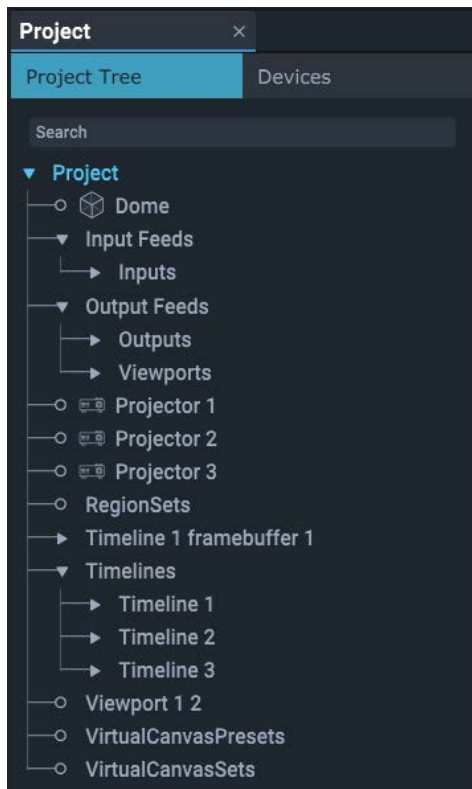 Project ×
Project Tree Devices
Search
Project
Dome
Input Feeds
Inputs
Output Feeds
Outputs
Viewports
Projector 1
Projector 2
Projector 3
RegionSets
Timeline 1 framebuffer 1
Timelines
Timeline 1
Timeline 2
Timeline 3
Viewport 1 2
VirtualCanvasPresets
VirtualCanvasSets